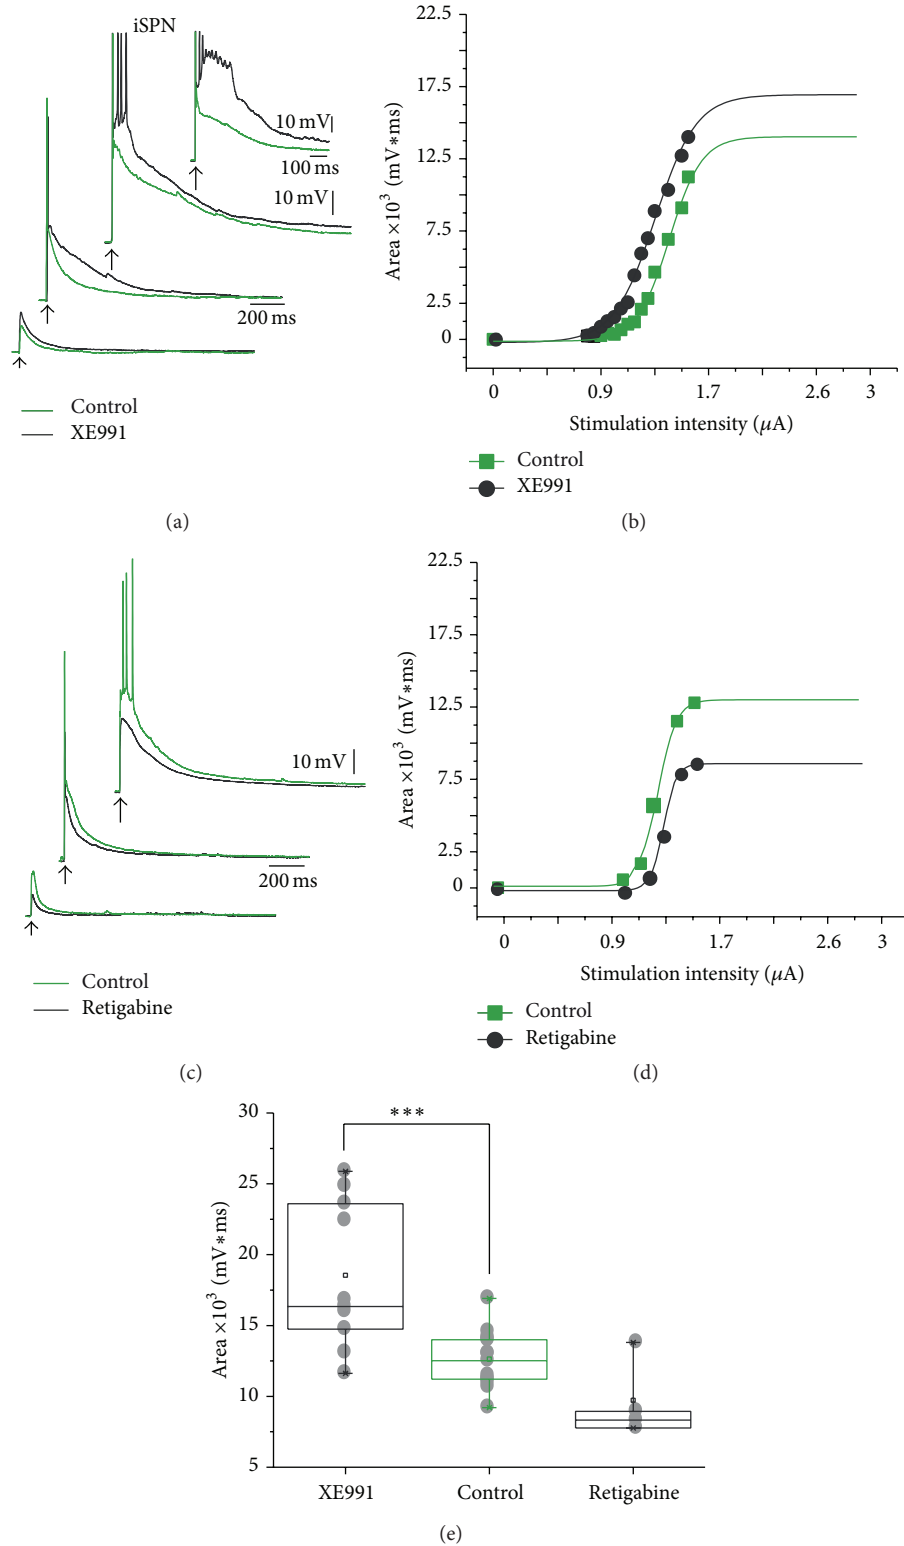 iSPN
10 mV
100 ms
10 mV
200 ms
Control
XE991
(a)
22.5
17.5
12.5
7.5
2.5
0
Area ×10³ (mV∗ms)
0 0.9 1.7 2.6 3
Stimulation intensity (μA)
Control
XE991
(b)
10 mV
200 ms
Control
Retigabine
(c)
22.5
17.5
12.5
7.5
2.5
0
Area ×10³ (mV∗ms)
0 0.9 1.7 2.6 3
Stimulation intensity (μA)
Control
Retigabine
(d)
∗∗∗
30
25
20
15
10
5
Area ×10³ (mV∗ms)
XE991 Control Retigabine
(e)